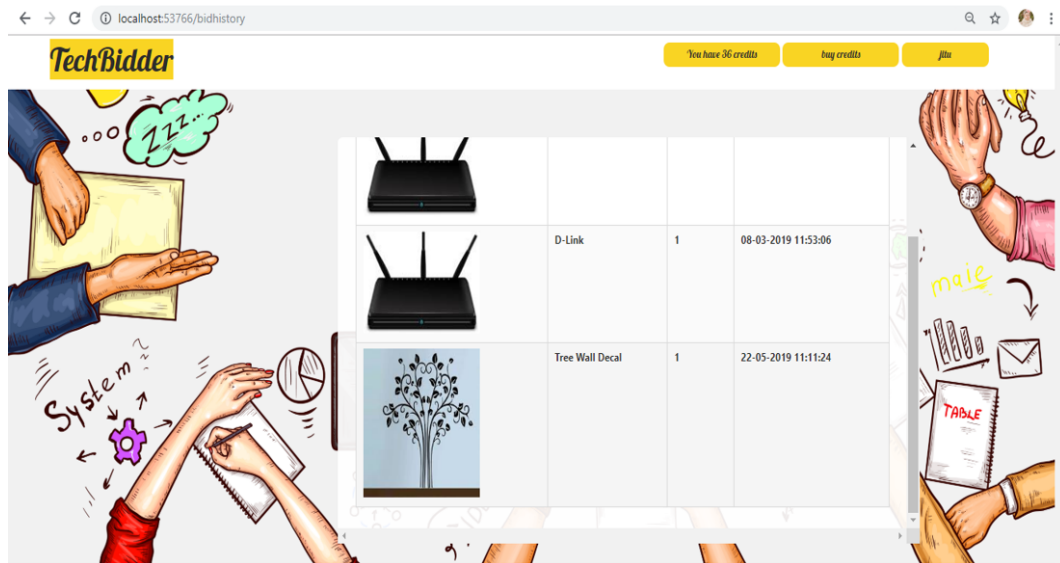 localhost:53766/bidhistory
TechBidder
You have 36 credits
buy credits
jitu
zzz...
D-Link 1 08-03-2019 11:53:06
Tree Wall Decal 1 22-05-2019 11:11:24
System?
TABLE